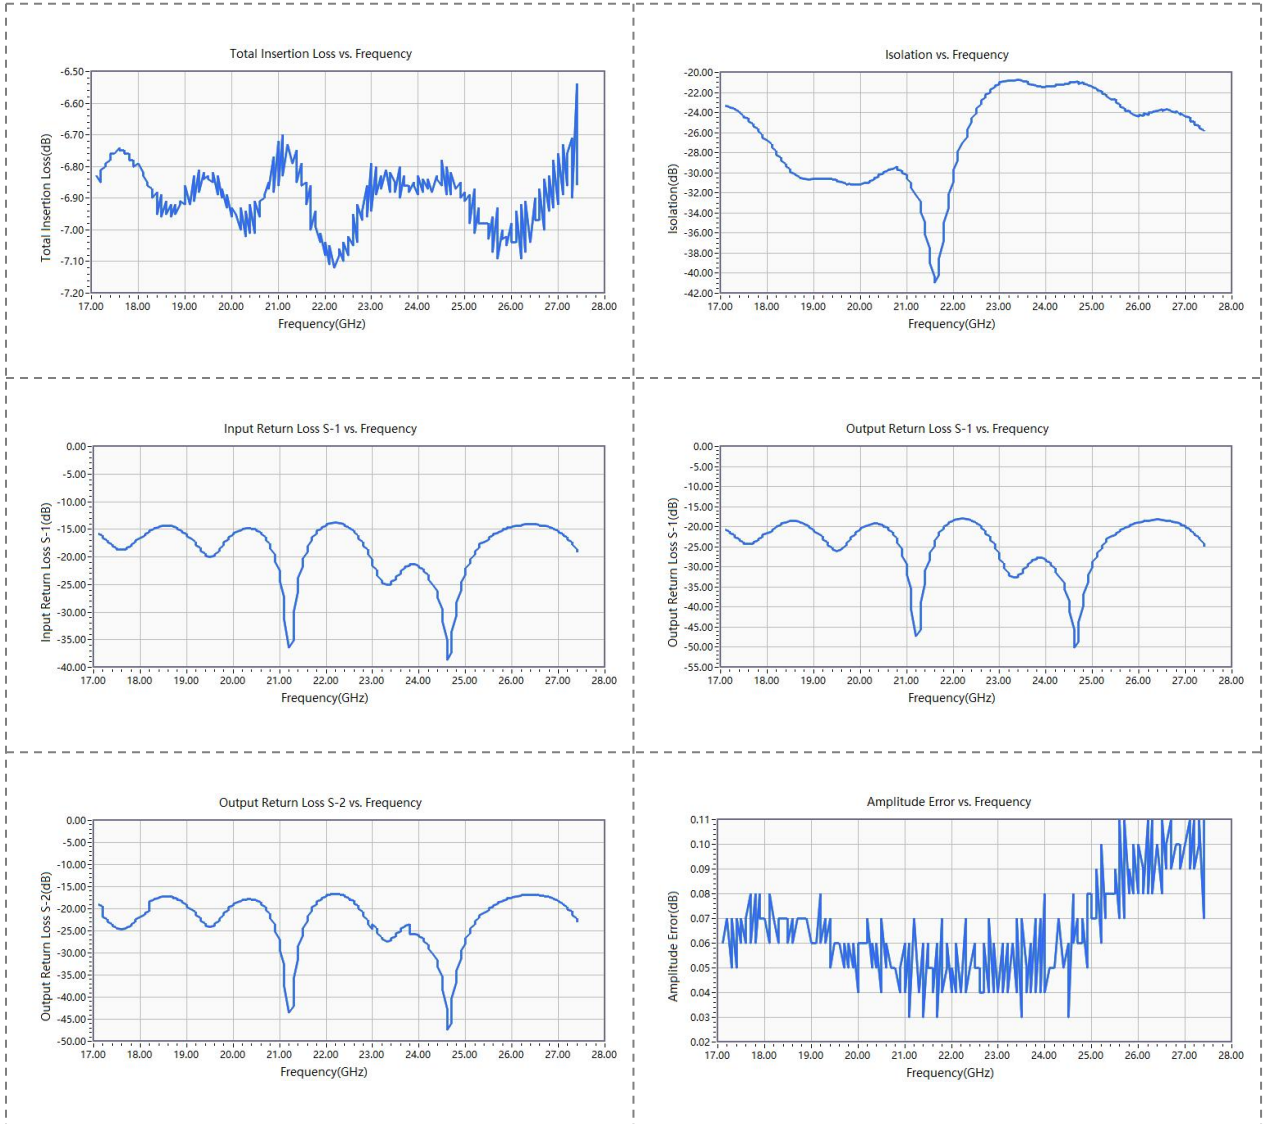 Total Insertion Loss vs. Frequency
Total Insertion Loss(dB)
-6.50
-6.60
-6.70
-6.80
-6.90
-7.00
-7.10
-7.20
17.00 18.00 19.00 20.00 21.00 22.00 23.00 24.00 25.00 26.00 27.00 28.00
Frequency(GHz)
Isolation vs. Frequency
Isolation(dB)
-20.00
-22.00
-24.00
-26.00
-28.00
-30.00
-32.00
-34.00
-36.00
-38.00
-40.00
-42.00
17.00 18.00 19.00 20.00 21.00 22.00 23.00 24.00 25.00 26.00 27.00 28.00
Frequency(GHz)
Input Return Loss S-1 vs. Frequency
Input Return Loss S-1(dB)
0.00
-5.00
-10.00
-15.00
-20.00
-25.00
-30.00
-35.00
-40.00
17.00 18.00 19.00 20.00 21.00 22.00 23.00 24.00 25.00 26.00 27.00 28.00
Frequency(GHz)
Output Return Loss S-1 vs. Frequency
Output Return Loss S-1(dB)
0.00
-5.00
-10.00
-15.00
-20.00
-25.00
-30.00
-35.00
-40.00
-45.00
-50.00
-55.00
17.00 18.00 19.00 20.00 21.00 22.00 23.00 24.00 25.00 26.00 27.00 28.00
Frequency(GHz)
Output Return Loss S-2 vs. Frequency
Output Return Loss S-2(dB)
0.00
-5.00
-10.00
-15.00
-20.00
-25.00
-30.00
-35.00
-40.00
-45.00
-50.00
17.00 18.00 19.00 20.00 21.00 22.00 23.00 24.00 25.00 26.00 27.00 28.00
Frequency(GHz)
Amplitude Error vs. Frequency
Amplitude Error(dB)
0.11
0.10
0.09
0.08
0.07
0.06
0.05
0.04
0.03
0.02
17.00 18.00 19.00 20.00 21.00 22.00 23.00 24.00 25.00 26.00 27.00 28.00
Frequency(GHz)